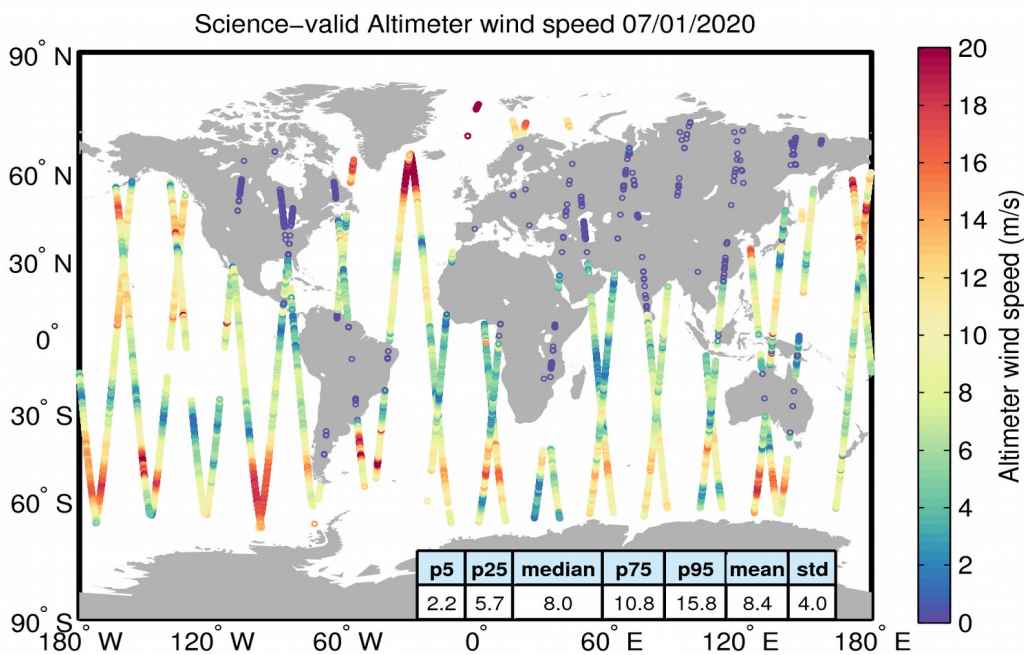 Science−valid Altimeter wind speed 07/01/2020
90° N
60° N
30° N
0°
30° S
60° S
90° S
180° W
120° W
60° W
0°
60° E
120° E
180° E
p5 p25 median p75 p95 mean std
2.2 5.7 8.0 10.8 15.8 8.4 4.0
20
18
16
14
12
10
8
6
4
2
0
Altimeter wind speed (m/s)